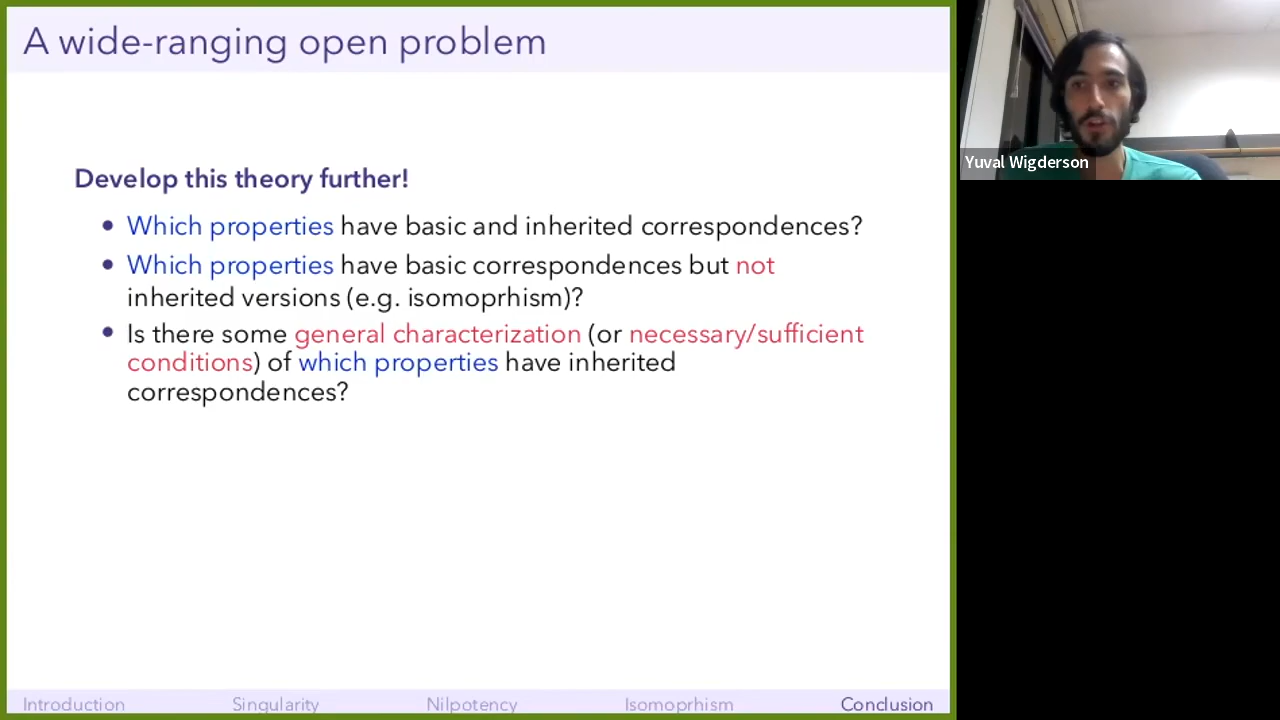 A wide-ranging open problem
Yuval Wigderson
Develop this theory further!
• Which properties have basic and inherited correspondences?
• Which properties have basic correspondences but not
inherited versions (e.g. isomoprhism)?
• Is there some general characterization (or necessary/sufficient
conditions) of which properties have inherited
correspondences?
Introduction Singularity Nilpotency Isomoprhism Conclusion